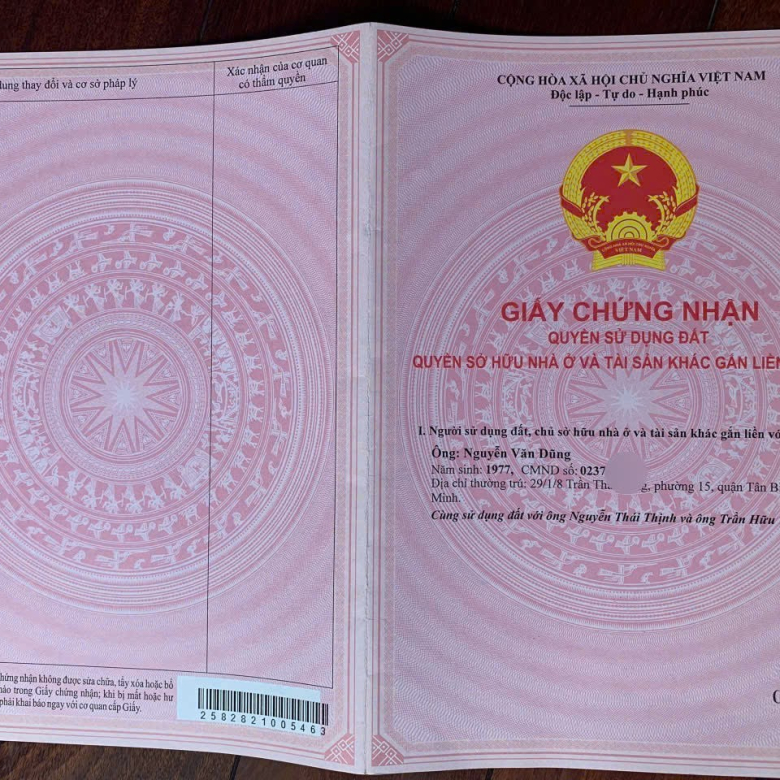 dung thay đổi và cơ sở pháp lý
Xác nhận của cơ quan
có thẩm quyền
chứng nhận không được sửa chữa, tẩy xóa hoặc bổ
nào trong Giấy chứng nhận; khi bị mất hoặc hư
phải khai báo ngay với cơ quan cấp Giấy.
2582821005463
CỘNG HÒA XÃ HỘI CHỦ NGHĨA VIỆT NAM
Độc lập - Tự do - Hạnh phúc
VIỆT NAM
GIẤY CHỨNG NHẬN
QUYỀN SỬ DỤNG ĐẤT
QUYỀN SỞ HỮU NHÀ Ở VÀ TÀI SẢN KHÁC GẮN LIỀN
I. Người sử dụng đất, chủ sở hữu nhà ở và tài sản khác gắn liền
Ông: Nguyễn Văn Dũng
Năm sinh: 1977, CMND số: 0237
Địa chỉ thường trú: 29/1/8 Trần phường 15, quận Tân
Minh.
Cùng sử dụng đất với ông Nguyễn Thái Thịnh và ông Trần Hữu